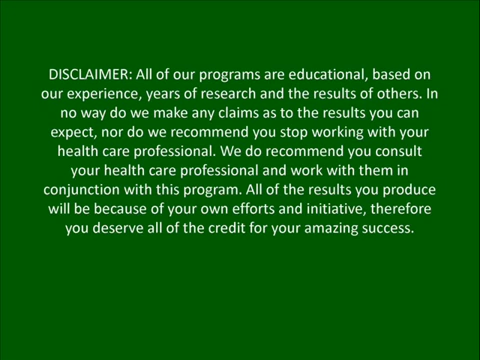 DISCLAIMER: All of our programs are educational, based on
our experience, years of research and the results of others. In
no way do we make any claims as to the results you can
expect, nor do we recommend you stop working with your
health care professional. We do recommend you consult
your health care professional and work with them in
conjunction with this program. All of the results you produce
will be because of your own efforts and initiative, therefore
you deserve all of the credit for your amazing success.